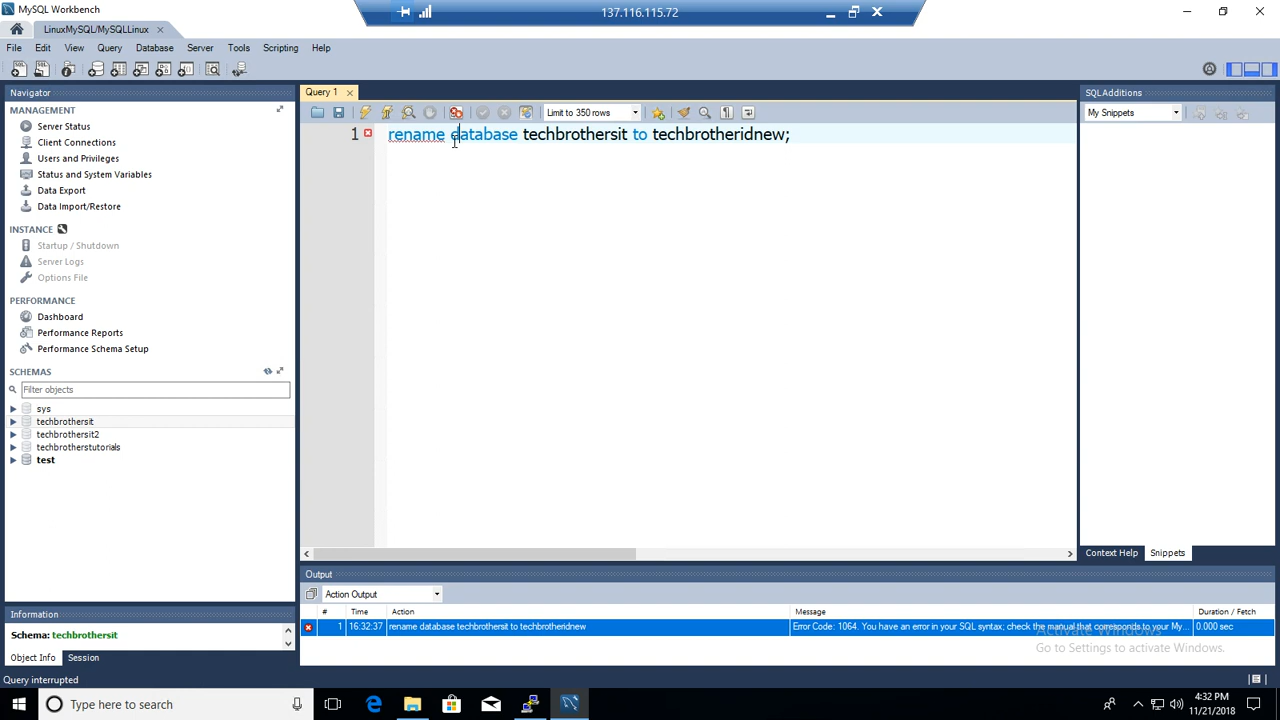 MySQL Workbench
137.116.115.72
LinuxMySQL/MySQLLinux
File Edit View Query Database Server Tools Scripting Help
Navigator
MANAGEMENT
Server Status
Client Connections
Users and Privileges
Status and System Variables
Data Export
Data Import/Restore
INSTANCE
Startup / Shutdown
Server Logs
Options File
PERFORMANCE
Dashboard
Performance Reports
Performance Schema Setup
SCHEMAS
Filter objects
sys
techbrothersit
techbrothersit2
techbrotherstutorials
test
Information
Schema: techbrothersit
Object Info Session
Query interrupted
Query 1
Limit to 350 rows
1 rename database techbrothersit to techbrotheridnew;
SQLAdditions
My Snippets
Context Help Snippets
Output
Action Output
# Time Action Message Duration / Fetch
1 16:32:37 rename database techbrothersit to techbrotheridnew Error Code: 1064. You have an error in your SQL syntax; check the manual that corresponds to your My... 0.000 sec
Activate Windows
Go to Settings to activate Windows.
Type here to search
4:32 PM
11/21/2018